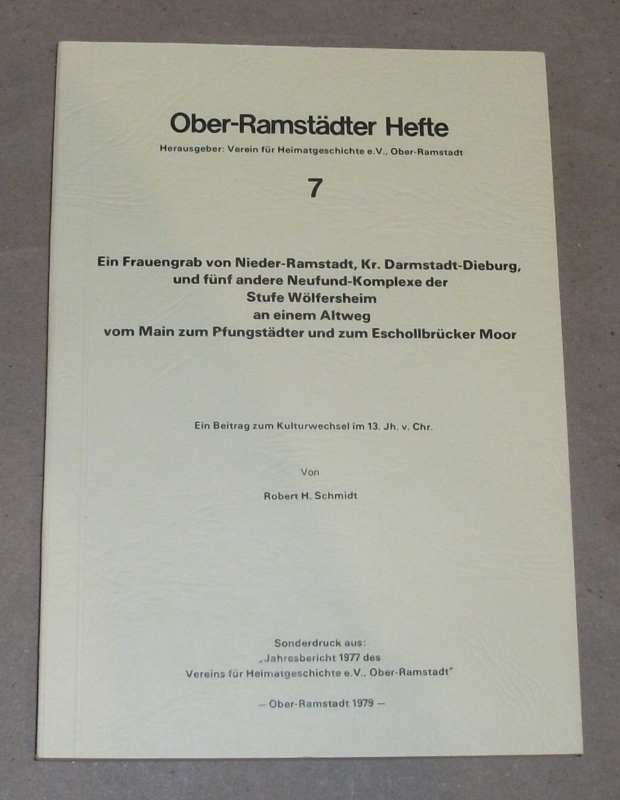 Ober-Ramstädter Hefte
Herausgeber: Verein für Heimatgeschichte e.V., Ober-Ramstadt
7
Ein Frauengrab von Nieder-Ramstadt, Kr. Darmstadt-Dieburg,
und fünf andere Neufund-Komplexe der
Stufe Wölfersheim
an einem Altweg
vom Main zum Pfungstädter und zum Eschollbrücker Moor
Ein Beitrag zum Kulturwechsel im 13. Jh. v. Chr.
Von
Robert H. Schmidt
Sonderdruck aus:
„Jahresbericht 1977 des
Vereins für Heimatgeschichte e.V., Ober-Ramstadt"
— Ober-Ramstadt 1979 —